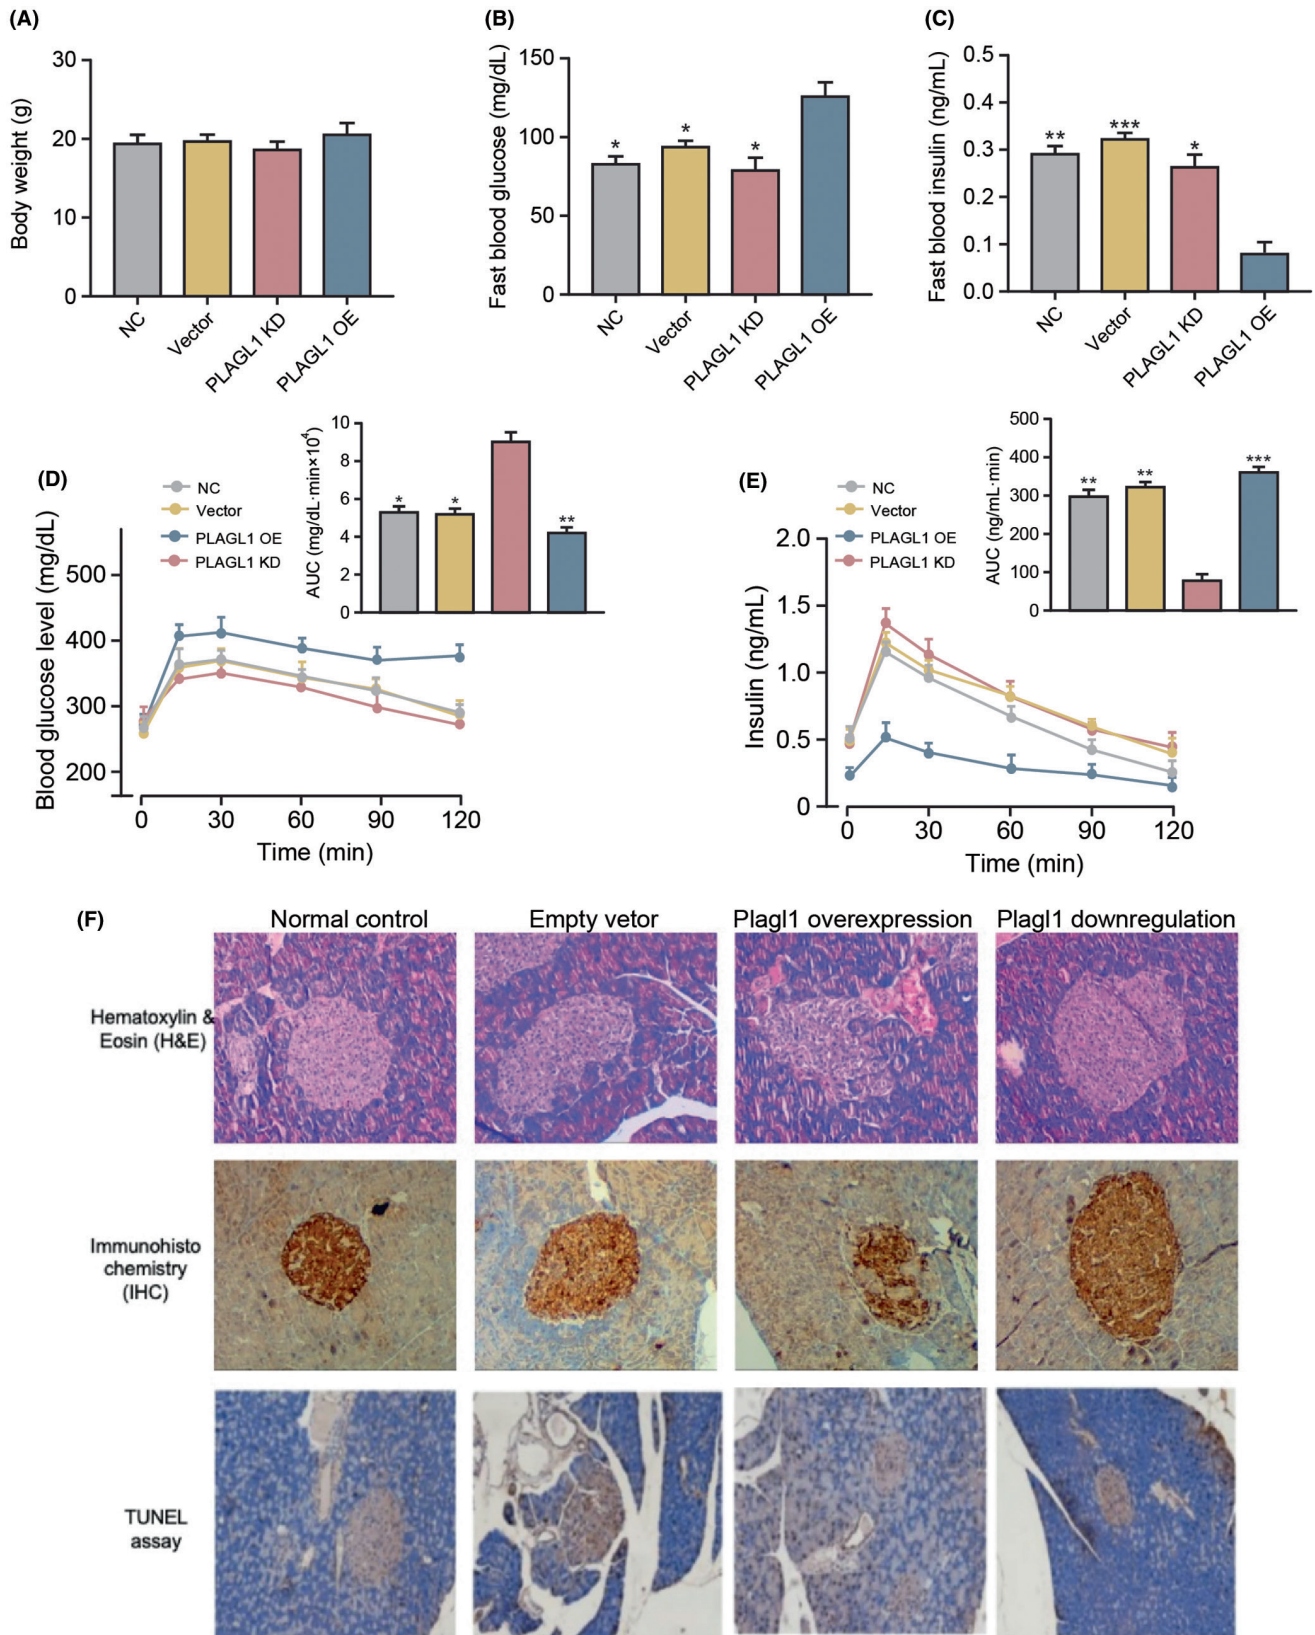 (A)
Body weight (g)
30
20
10
0
NC
Vector
PLAGL1 KD
PLAGL1 OE
(B)
Fast blood glucose (mg/dL)
150
100
50
0
*
*
*
NC
Vector
PLAGL1 KD
PLAGL1 OE
(C)
Fast blood insulin (ng/mL)
0.5
0.4
0.3
0.2
0.1
0.0
**
***
*
NC
Vector
PLAGL1 KD
PLAGL1 OE
(D)
NC
Vector
PLAGL1 OE
PLAGL1 KD
AUC (mg/dL·min×10⁴)
10
8
6
4
2
0
*
*
**
Blood glucose level (mg/dL)
500
400
300
200
0
30
60
90
120
Time (min)
(E)
NC
Vector
PLAGL1 OE
PLAGL1 KD
AUC (ng/mL·min)
500
400
300
200
100
0
**
**
***
Insulin (ng/mL)
2.0
1.5
1.0
0.5
0
0
30
60
90
120
Time (min)
(F)
Normal control
Empty vetor
Plagl1 overexpression
Plagl1 downregulation
Hematoxylin &
Eosin (H&E)
Immunohisto
chemistry
(IHC)
TUNEL
assay